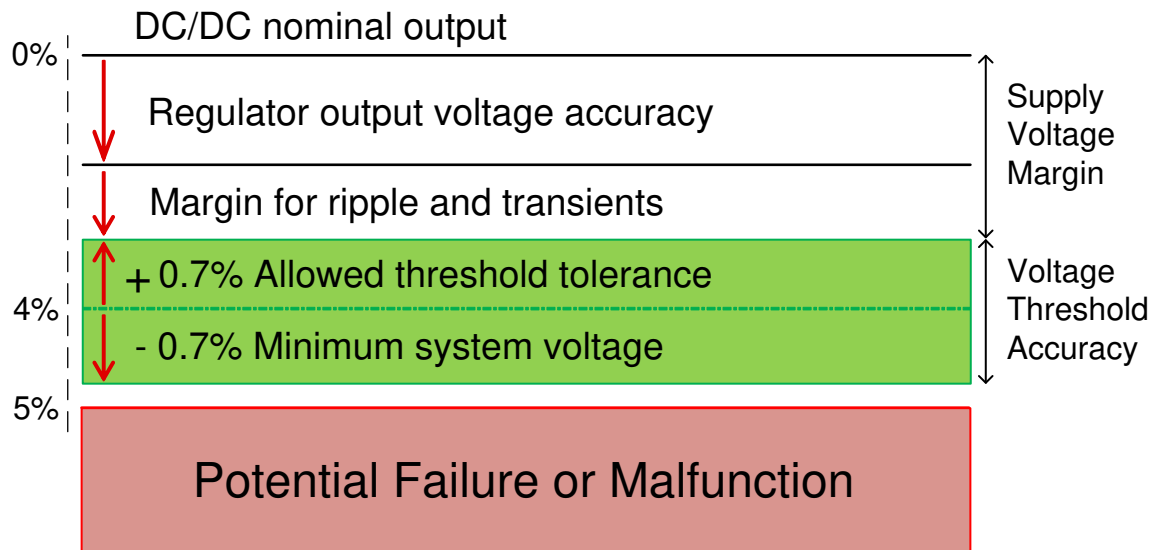 DC/DC nominal output
0%
Regulator output voltage accuracy
Supply
Voltage
Margin
Margin for ripple and transients
+ 0.7% Allowed threshold tolerance
4%
- 0.7% Minimum system voltage
Voltage
Threshold
Accuracy
5%
Potential Failure or Malfunction